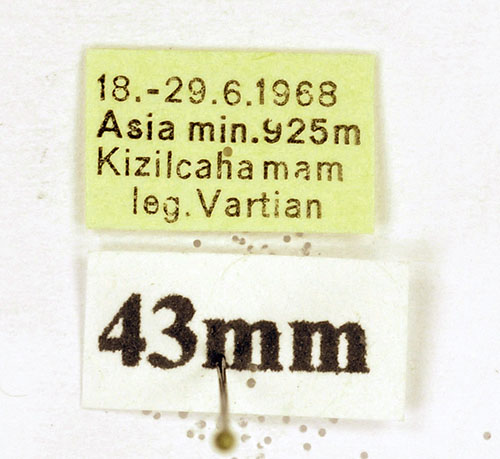 18.-29.6.1968
Asia min.925m
Kizilcahamam
leg. Vartian
43mm